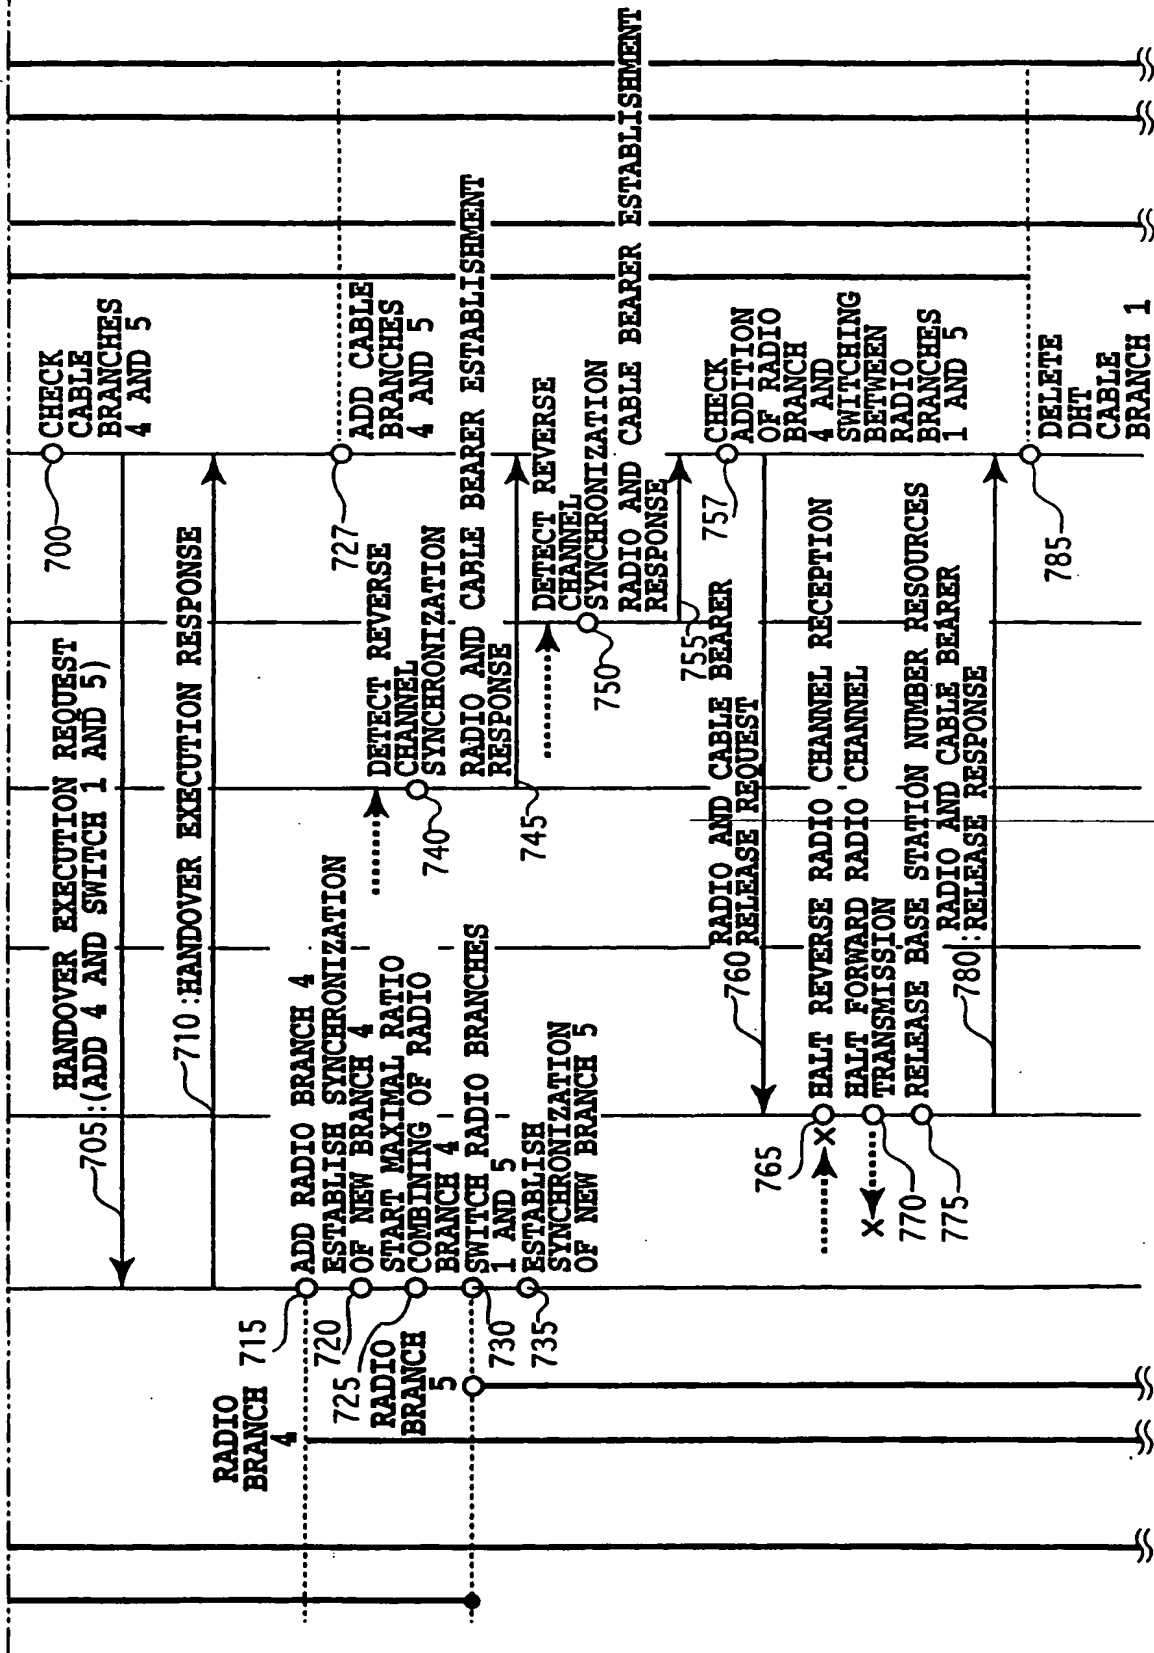 700
CHECK
CABLE
BRANCHES
4 AND 5
HANDOVER EXECUTION REQUEST
705:(ADD 4 AND SWITCH 1 AND 5)
710:HANDOVER EXECUTION RESPONSE
RADIO
BRANCH
4
715
ADD RADIO BRANCH 4
720
ESTABLISH SYNCHRONIZATION
OF NEW BRANCH 4
725
START MAXIMAL RATIO
COMBINING OF RADIO
BRANCH 4
727
ADD CABLE
BRANCHES
4 AND 5
RADIO
BRANCH
5
730
SWITCH RADIO BRANCHES
1 AND 5
735
ESTABLISH
SYNCHRONIZATION
OF NEW BRANCH 5
740
DETECT REVERSE
CHANNEL
SYNCHRONIZATION
745
RADIO AND CABLE BEARER ESTABLISHMENT
RESPONSE
750
DETECT REVERSE
CHANNEL
SYNCHRONIZATION
755
RADIO AND CABLE BEARER ESTABLISHMENT
RESPONSE
757
CHECK
ADDITION
OF RADIO
BRANCH
4 AND
SWITCHING
BETWEEN
RADIO
BRANCHES
1 AND 5
760
RADIO AND CABLE BEARER
RELEASE REQUEST
765
X
HALT REVERSE RADIO CHANNEL RECEPTION
X
770
HALT FORWARD RADIO CHANNEL
TRANSMISSION
775
RELEASE BASE STATION NUMBER RESOURCES
RADIO AND CABLE BEARER
780:RELEASE RESPONSE
785
DELETE
DHT
CABLE
BRANCH 1